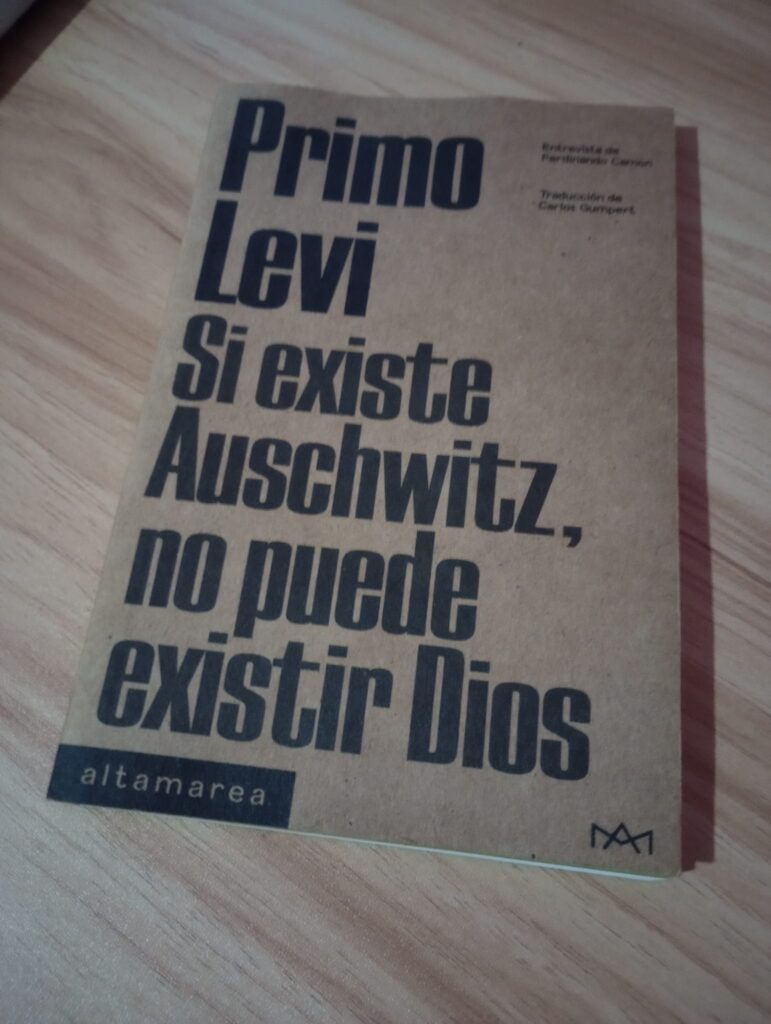 Primo
Levi
Si existe
Auschwitz,
no puede
existir Dios
Entrevista de
Ferdinando Camon
Traducción de
Carlos Gumpert
altamarea